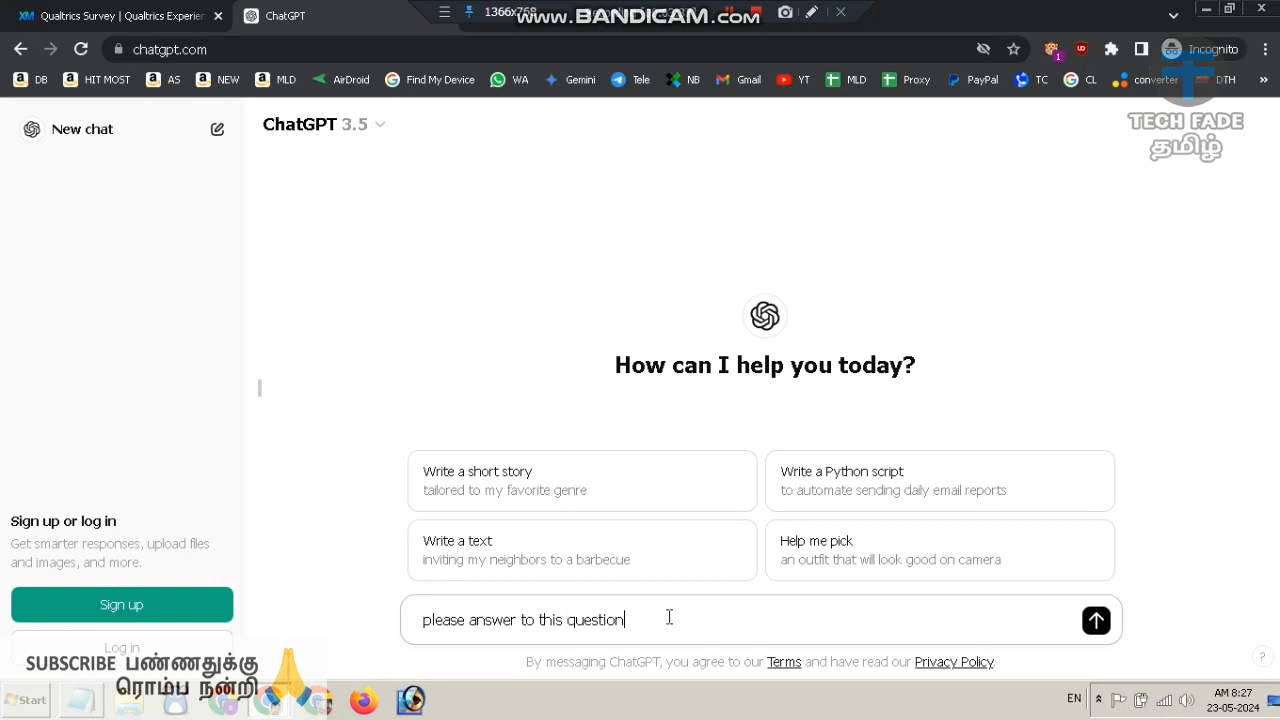 Qualtrics Survey | Qualtrics Experien
ChatGPT
1366x768
www.BANDICAM.com
chatgpt.com
Incognito
DB
HIT MOST
AS
NEW
MLD
AirDroid
Find My Device
WA
Gemini
Tele
NB
Gmail
YT
MLD
Proxy
PayPal
TC
CL
converter
DTH
TECH FADE
தமிழ்
New chat
ChatGPT 3.5
How can I help you today?
Write a short story
tailored to my favorite genre
Write a Python script
to automate sending daily email reports
Write a text
inviting my neighbors to a barbecue
Help me pick
an outfit that will look good on camera
Sign up or log in
Get smarter responses, upload files
and images, and more.
Sign up
Log in
please answer to this question
By messaging ChatGPT, you agree to our Terms and have read our Privacy Policy.
?
SUBSCRIBE பண்ணதுக்கு
ரொம்ப நன்றி
Start
EN
AM 8:27
23-05-2024